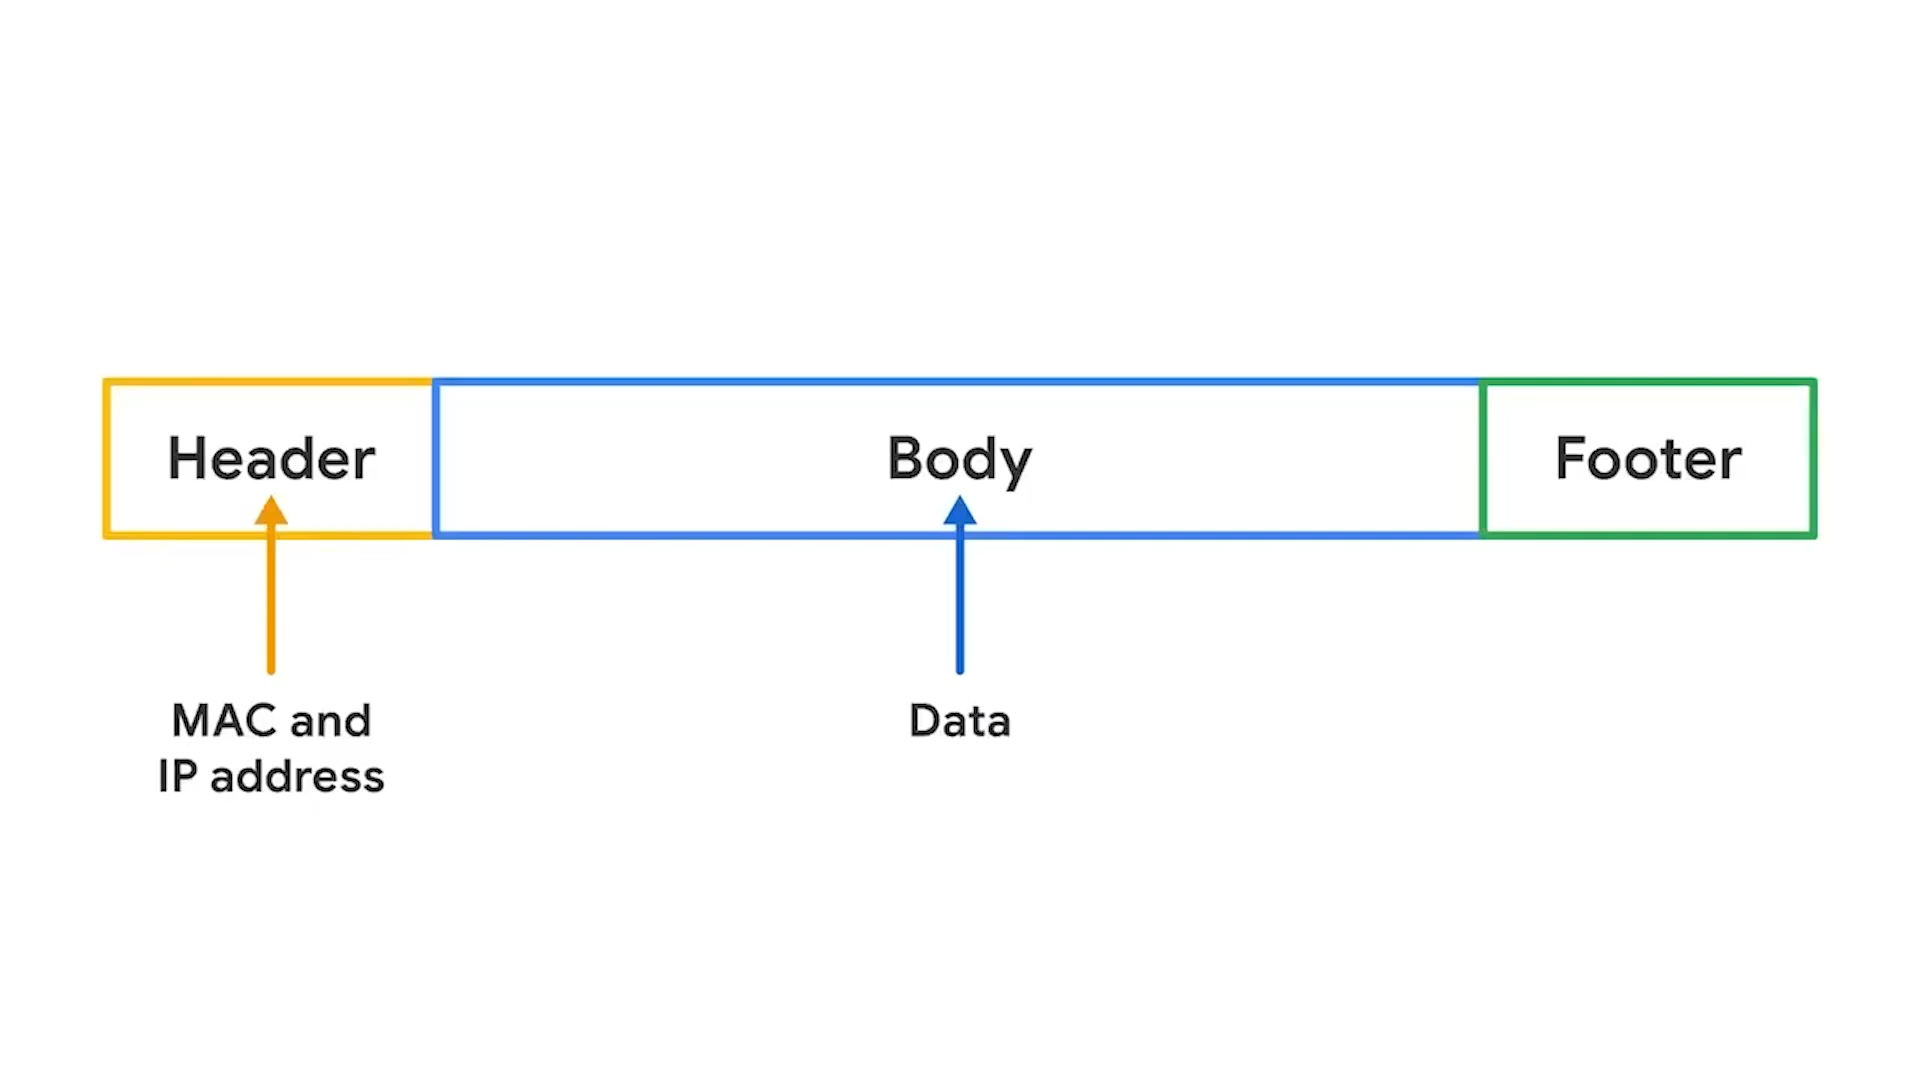 Header
Body
Footer
MAC and
IP address
Data